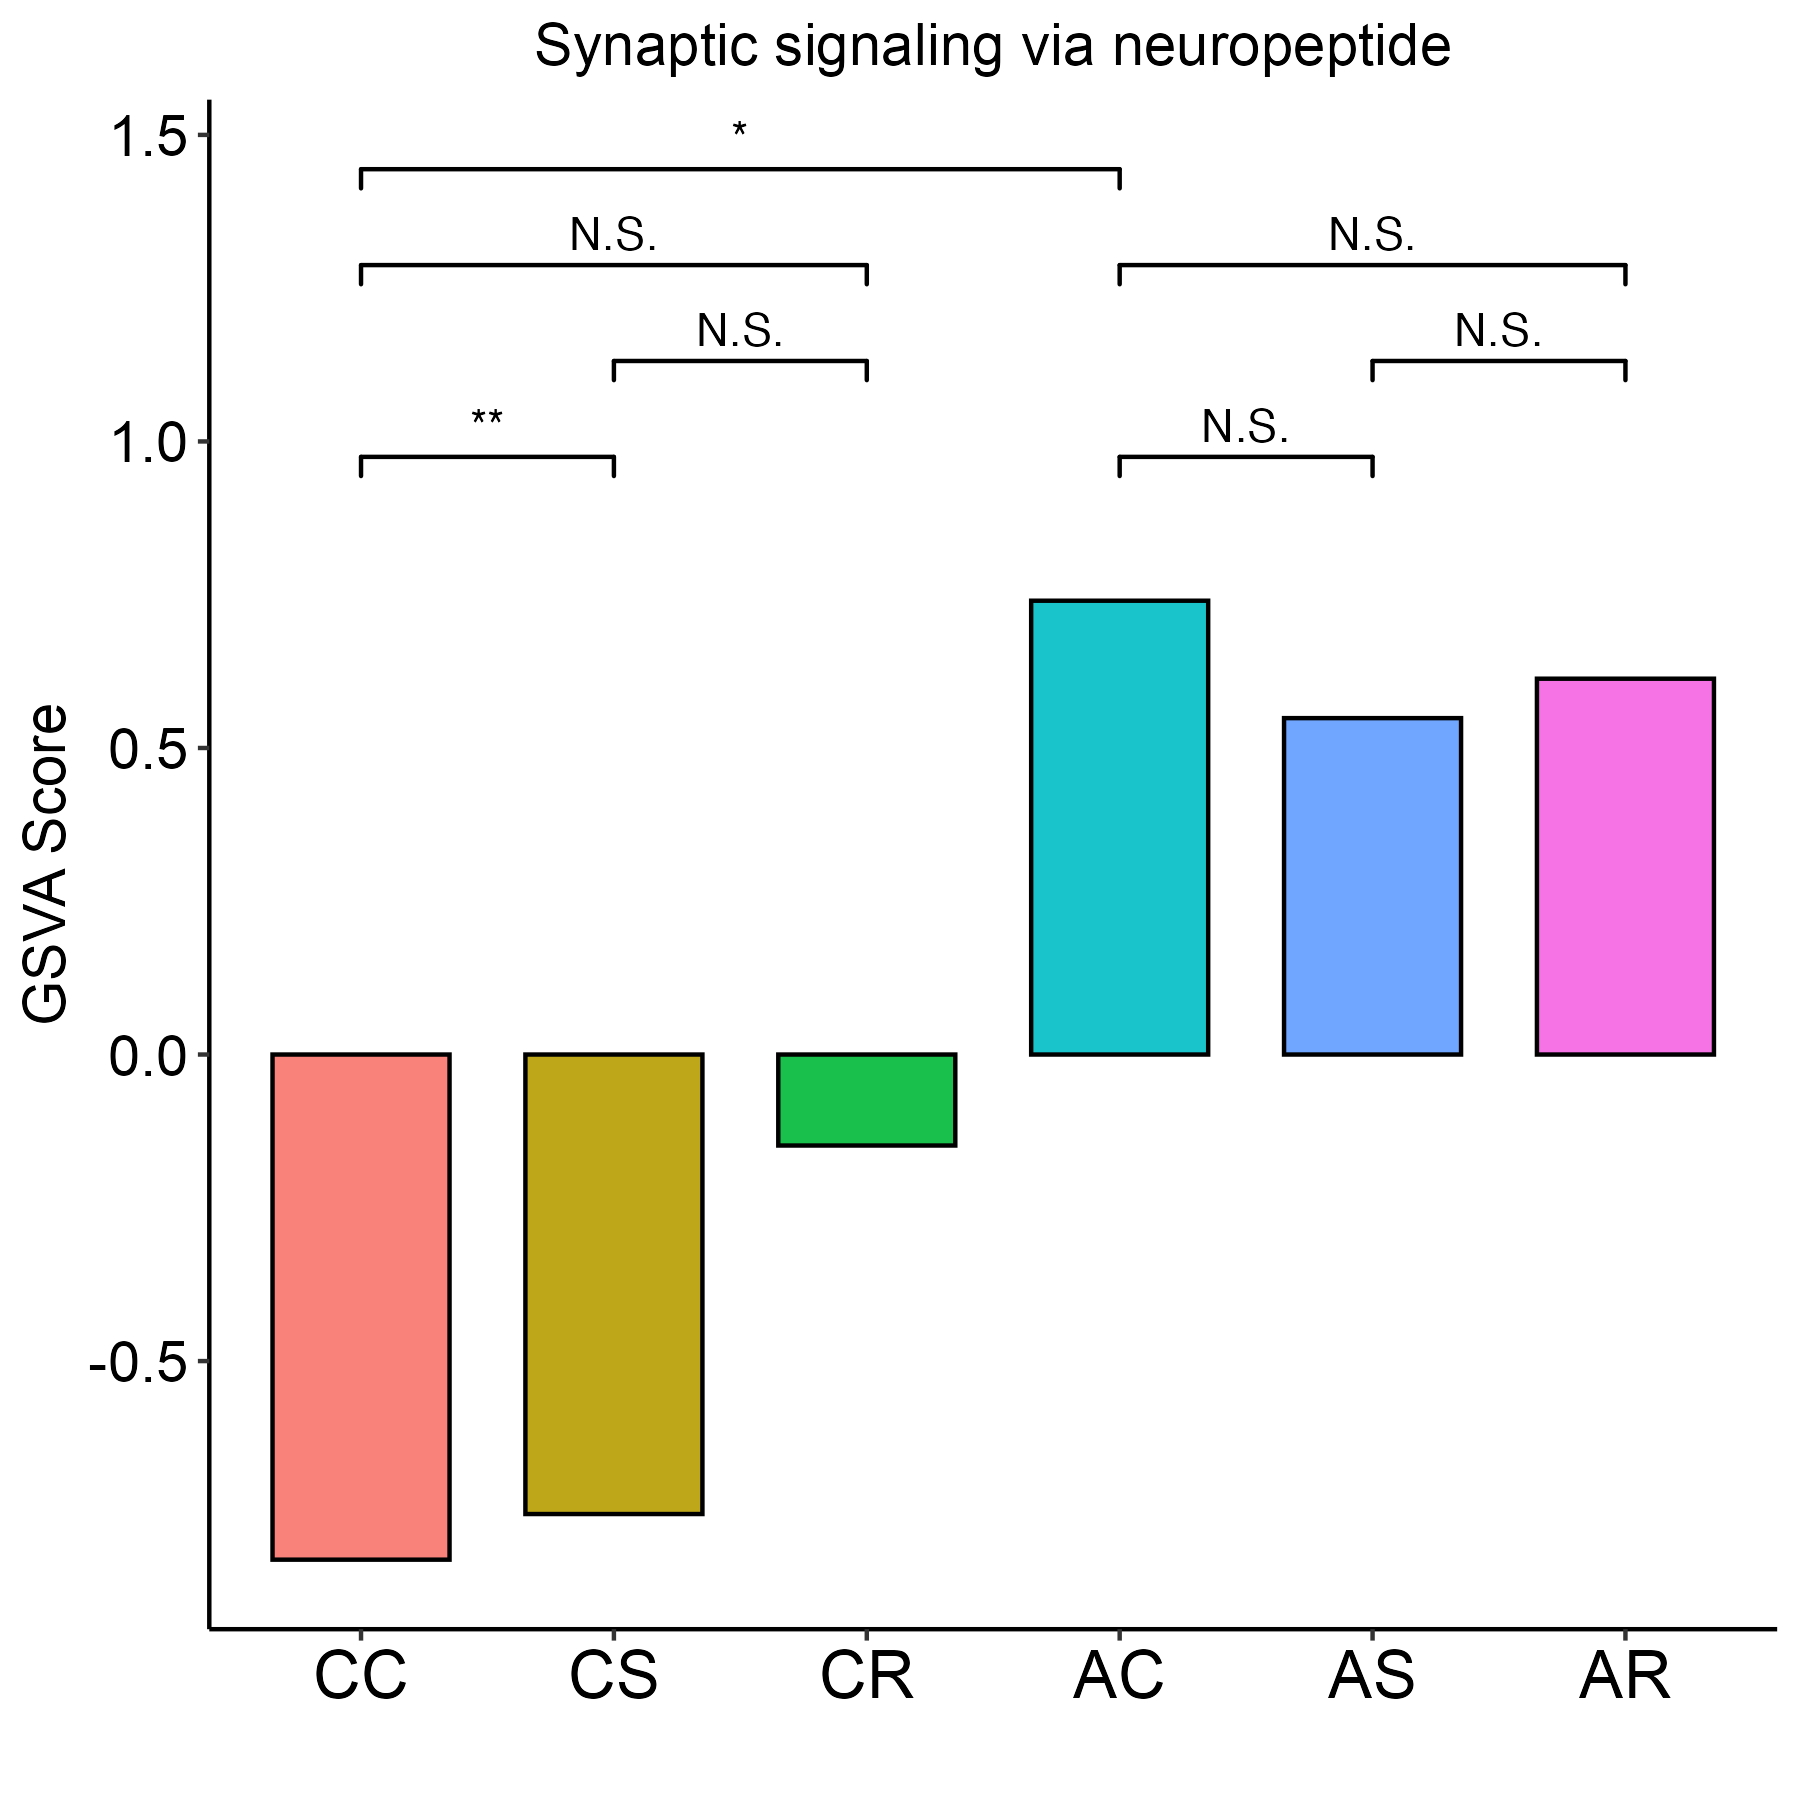 Synaptic signaling via neuropeptide
1.5
*
N.S.
N.S.
N.S.
N.S.
1.0
**
N.S.
0.5
GSVA Score
0.0
-0.5
CC CS CR AC AS AR